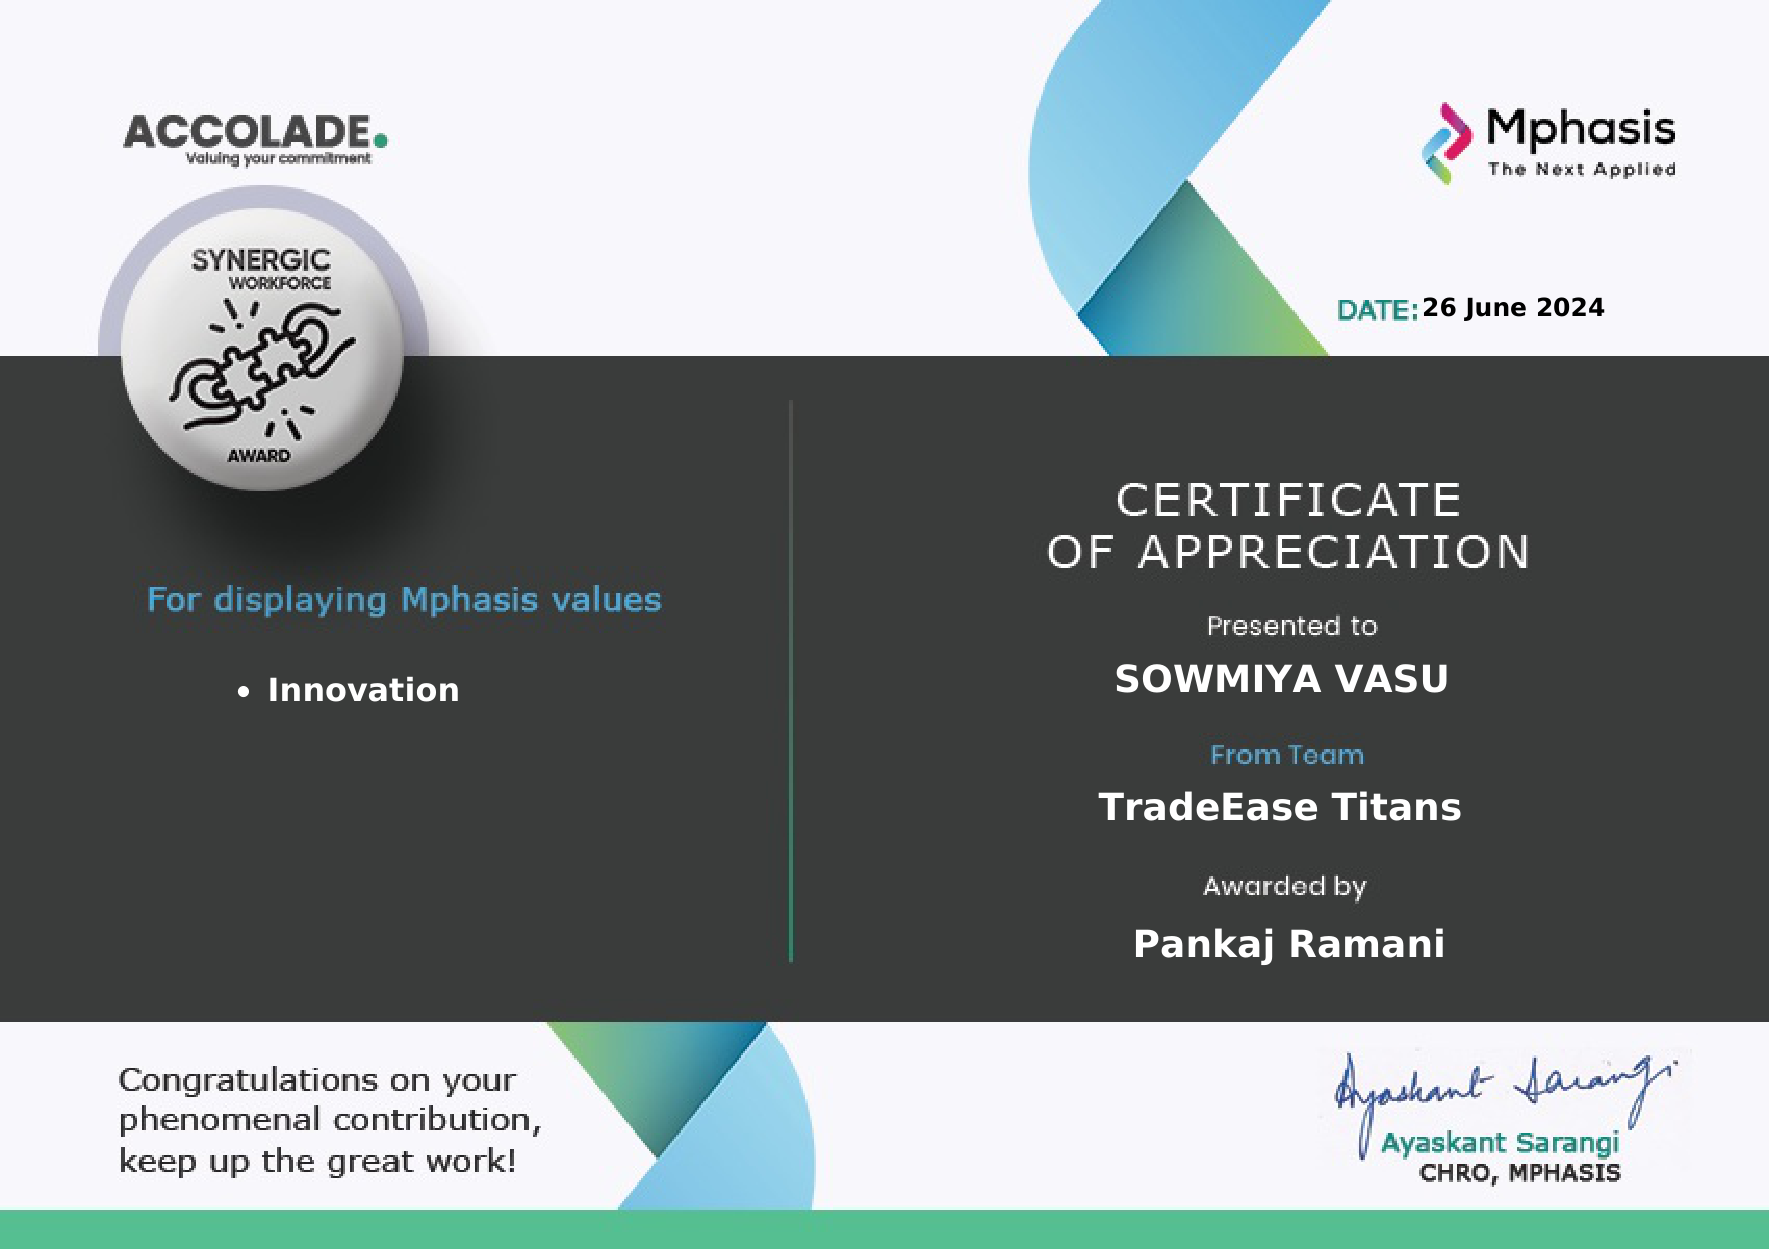 ACCOLADE.
Valuing your commitment
Mphasis
The Next Applied
SYNERGIC
WORKFORCE
AWARD
DATE: 26 June 2024
For displaying Mphasis values
• Innovation
CERTIFICATE
OF APPRECIATION
Presented to
SOWMIYA VASU
From Team
TradeEase Titans
Awarded by
Pankaj Ramani
Congratulations on your
phenomenal contribution,
keep up the great work!
Ayaskant Sarangi
Ayaskant Sarangi
CHRO, MPHASIS